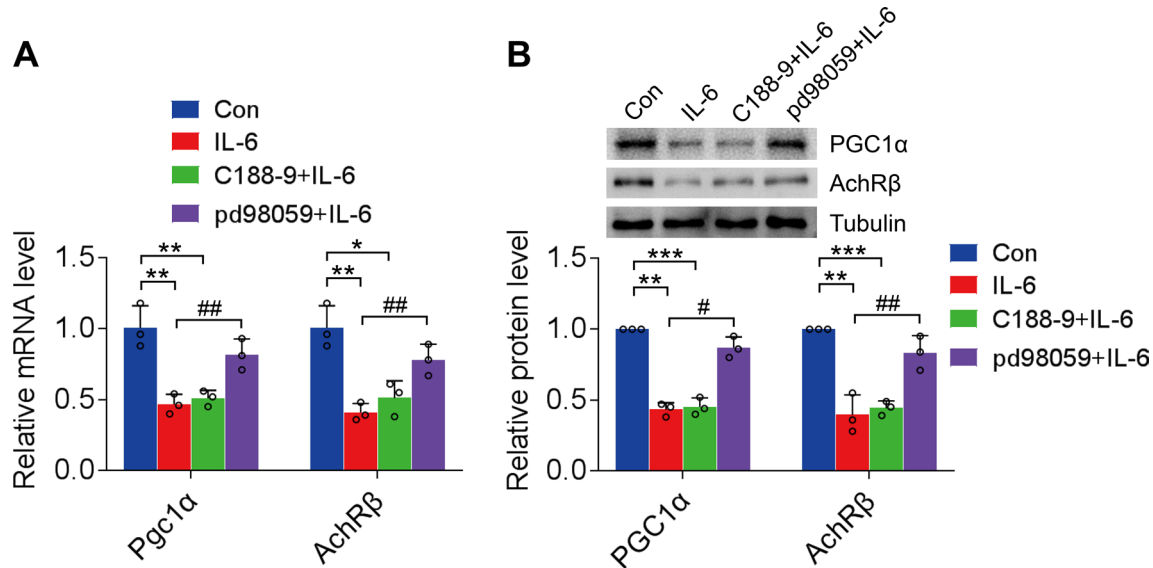 A
Con
IL-6
C188-9+IL-6
pd98059+IL-6
Relative mRNA level
1.5
1.0
0.5
0.0
**
**
##
*
**
##
Pgc1α
AchRβ
B
Con
IL-6
C188-9+IL-6
pd98059+IL-6
PGC1α
AchRβ
Tubulin
Relative protein level
1.5
1.0
0.5
0.0
***
**
#
***
**
##
PGC1α
AchRβ
Con
IL-6
C188-9+IL-6
pd98059+IL-6